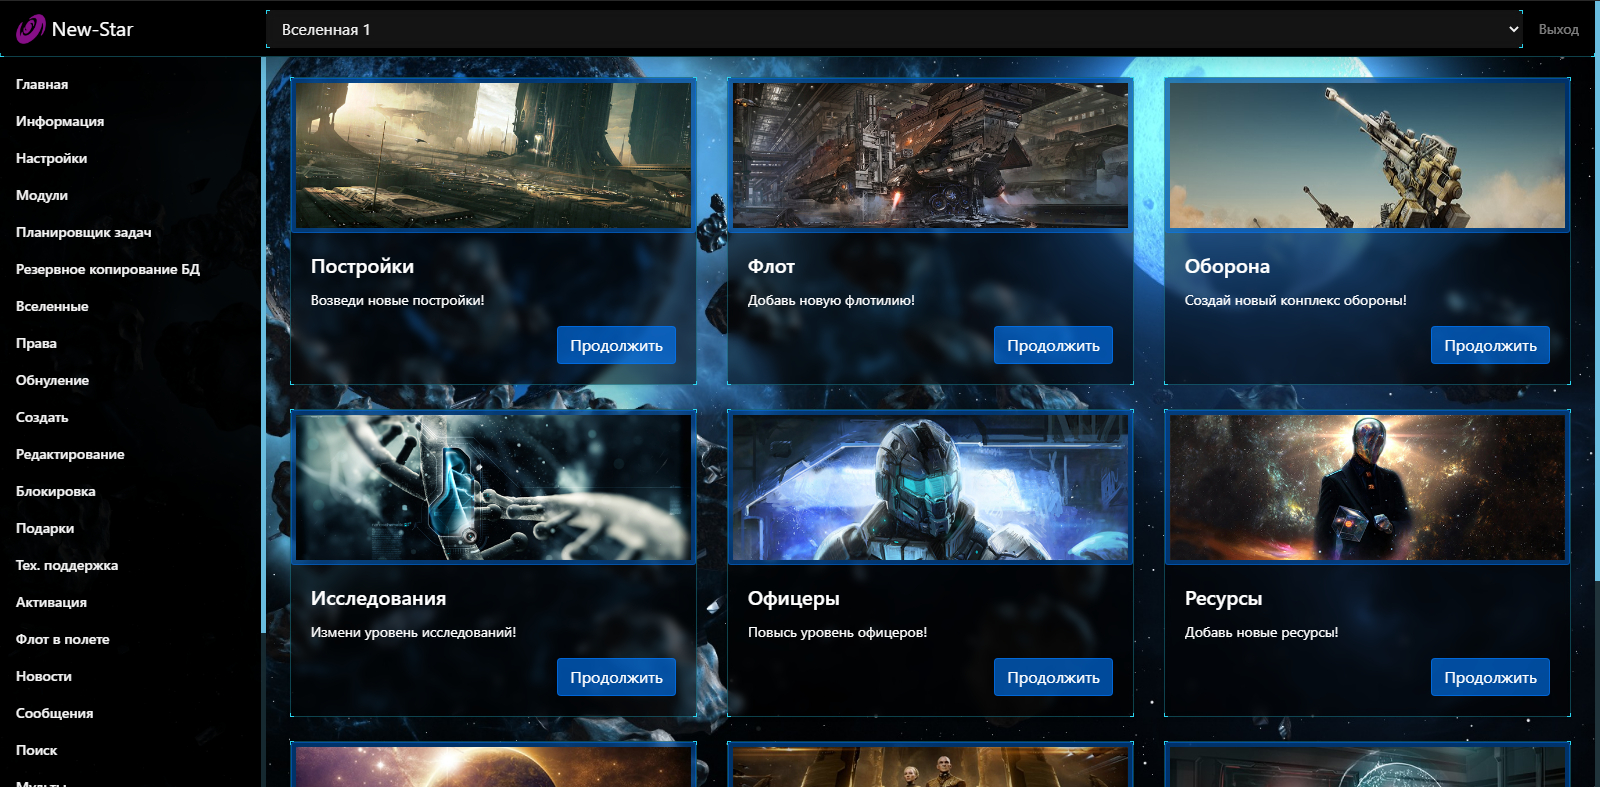 New-Star
Вселенная 1
Выход
Главная
Информация
Настройки
Модули
Планировщик задач
Резервное копирование БД
Вселенные
Права
Обнуление
Создать
Редактирование
Блокировка
Подарки
Тех. поддержка
Активация
Флот в полете
Новости
Сообщения
Поиск
Мульты
Постройки
Возведи новые постройки!
Продолжить
Флот
Добавь новую флотилию!
Продолжить
Оборона
Создай новый конплекс обороны!
Продолжить
Исследования
Измени уровень исследований!
Продолжить
Офицеры
Повысь уровень офицеров!
Продолжить
Ресурсы
Добавь новые ресурсы!
Продолжить